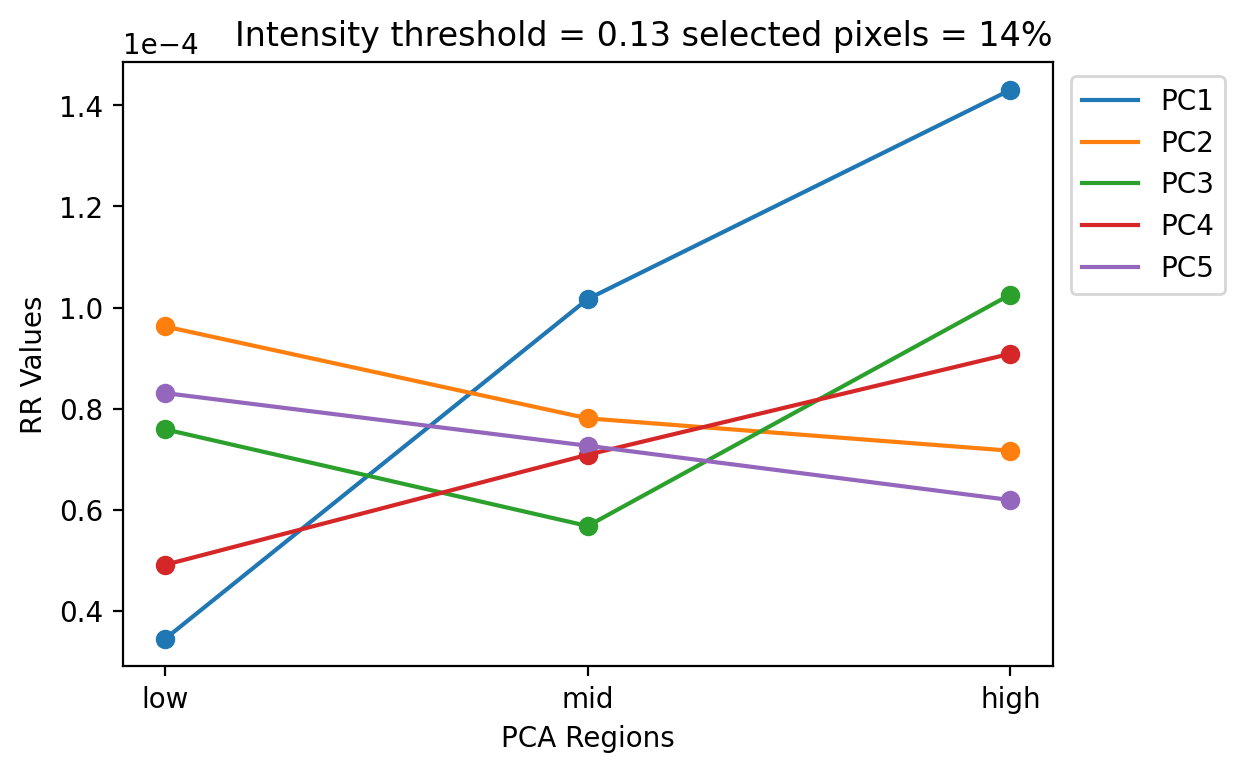 1e−4
Intensity threshold = 0.13 selected pixels = 14%
1.4
1.2
1.0
0.8
0.6
0.4
RR Values
low
mid
high
PCA Regions
PC1
PC2
PC3
PC4
PC5